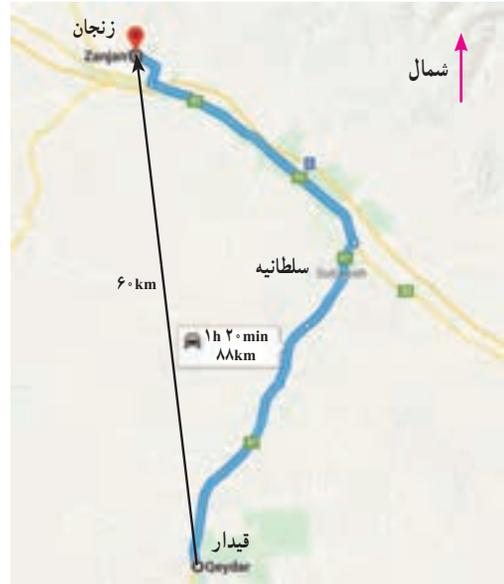 زنجان
Zanjan
شمال
سلطانیه
۶۰km
۱h ۲۰min
۸۸km
قیدار
Qeydar